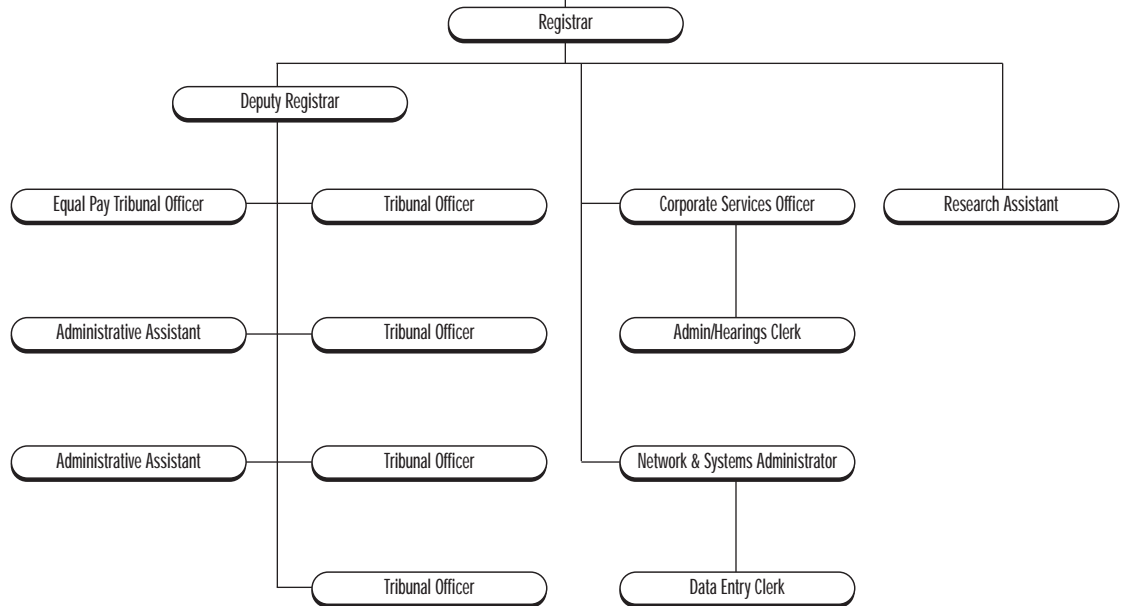 Registrar
Deputy Registrar
Equal Pay Tribunal Officer
Tribunal Officer
Corporate Services Officer
Research Assistant
Administrative Assistant
Tribunal Officer
Admin/Hearings Clerk
Administrative Assistant
Tribunal Officer
Network & Systems Administrator
Tribunal Officer
Data Entry Clerk